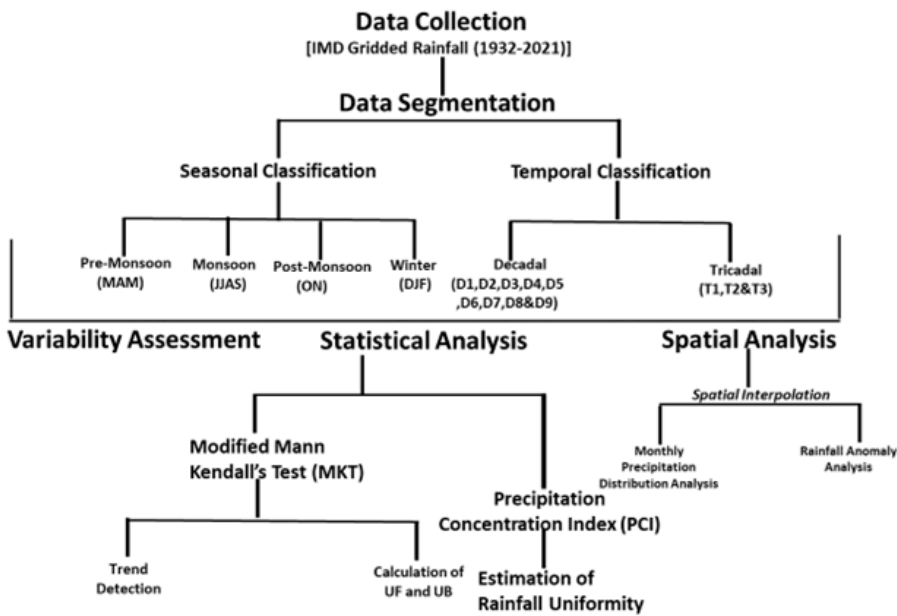 Data Collection
[IMD Gridded Rainfall (1932-2021)]
Data Segmentation
Seasonal Classification
Temporal Classification
Pre-Monsoon
(MAM)
Monsoon
(JJAS)
Post-Monsoon
(ON)
Winter
(DJF)
Decadal
(D1,D2,D3,D4,D5
,D6,D7,D8&D9)
Tricadal
(T1,T2&T3)
Variability Assessment
Statistical Analysis
Spatial Analysis
Spatial Interpolation
Modified Mann
Kendall's Test (MKT)
Monthly
Precipitation
Distribution Analysis
Rainfall Anomaly
Analysis
Precipitation
Concentration Index (PCI)
Trend
Detection
Calculation of
UF and UB
Estimation of
Rainfall Uniformity